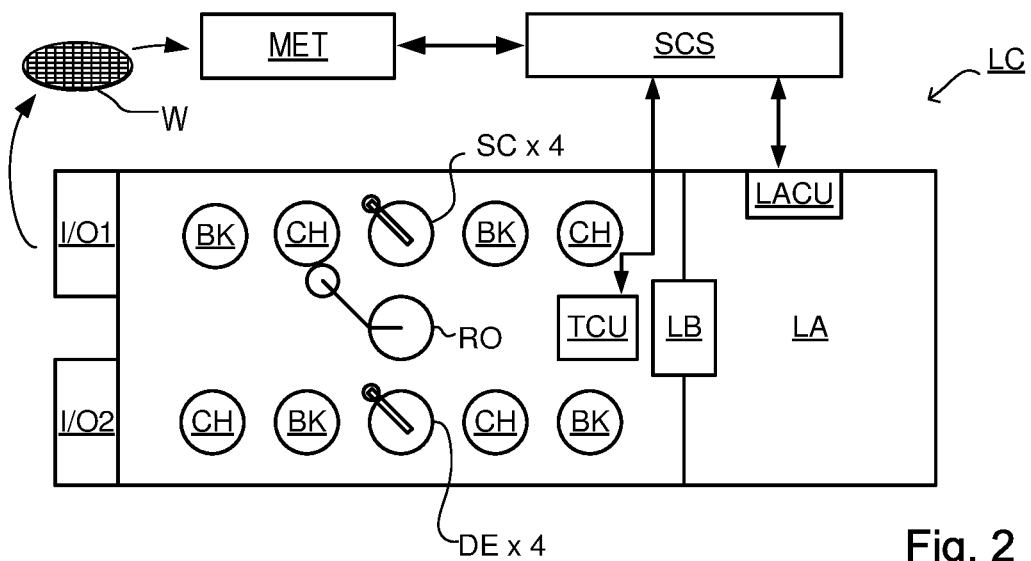 MET
SCS
LC
W
SC x 4
LACU
I/O1
BK
CH
BK
CH
RO
TCU
LB
LA
I/O2
CH
BK
CH
BK
DE x 4
Fig. 2